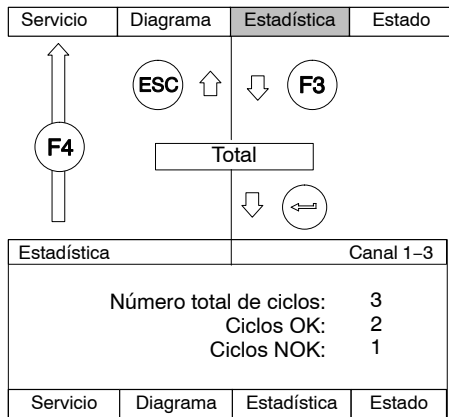 Servicio Diagrama Estadística Estado
ESC F3
F4
Total
Estadística Canal 1–3
Número total de ciclos: 3
Ciclos OK: 2
Ciclos NOK: 1
Servicio Diagrama Estadística Estado